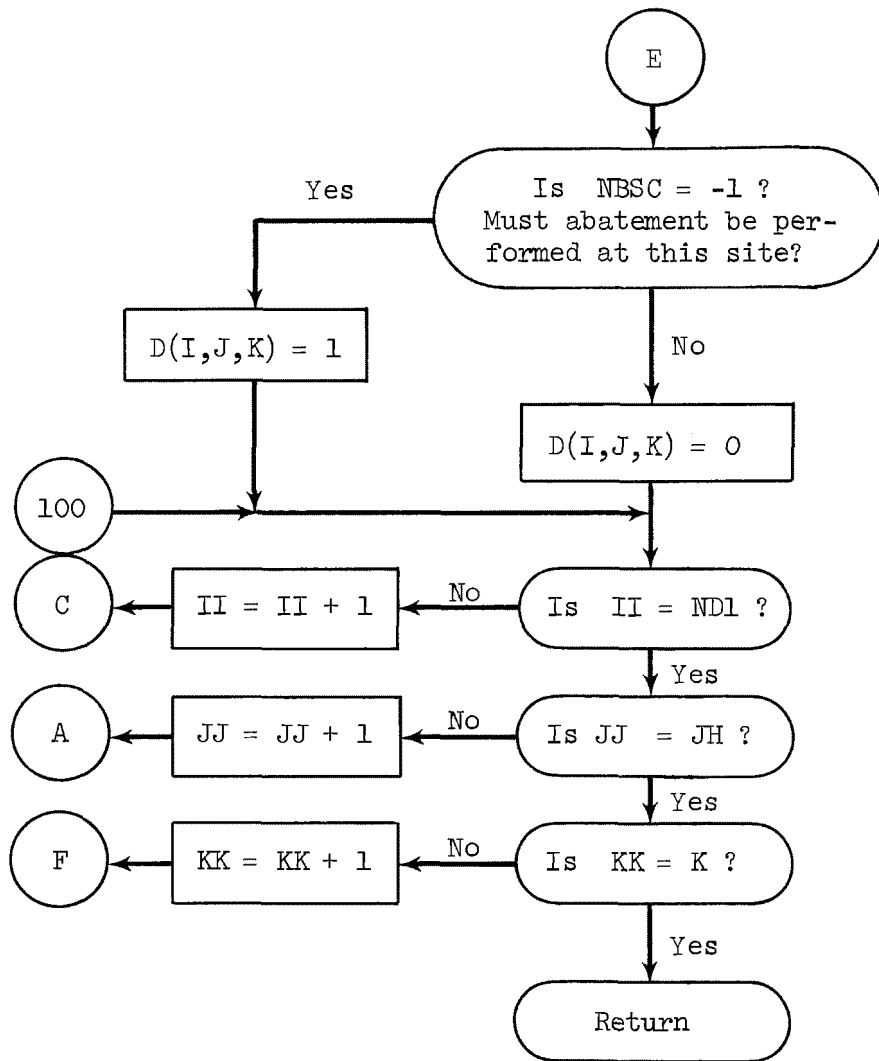 E
Is NBSC = -1 ?
Must abatement be per-
formed at this site?
Yes
D(I,J,K) = 1
No
D(I,J,K) = 0
100
C
II = II + 1
No
Is II = ND1 ?
Yes
A
JJ = JJ + 1
No
Is JJ = JH ?
Yes
F
KK = KK + 1
No
Is KK = K ?
Yes
Return